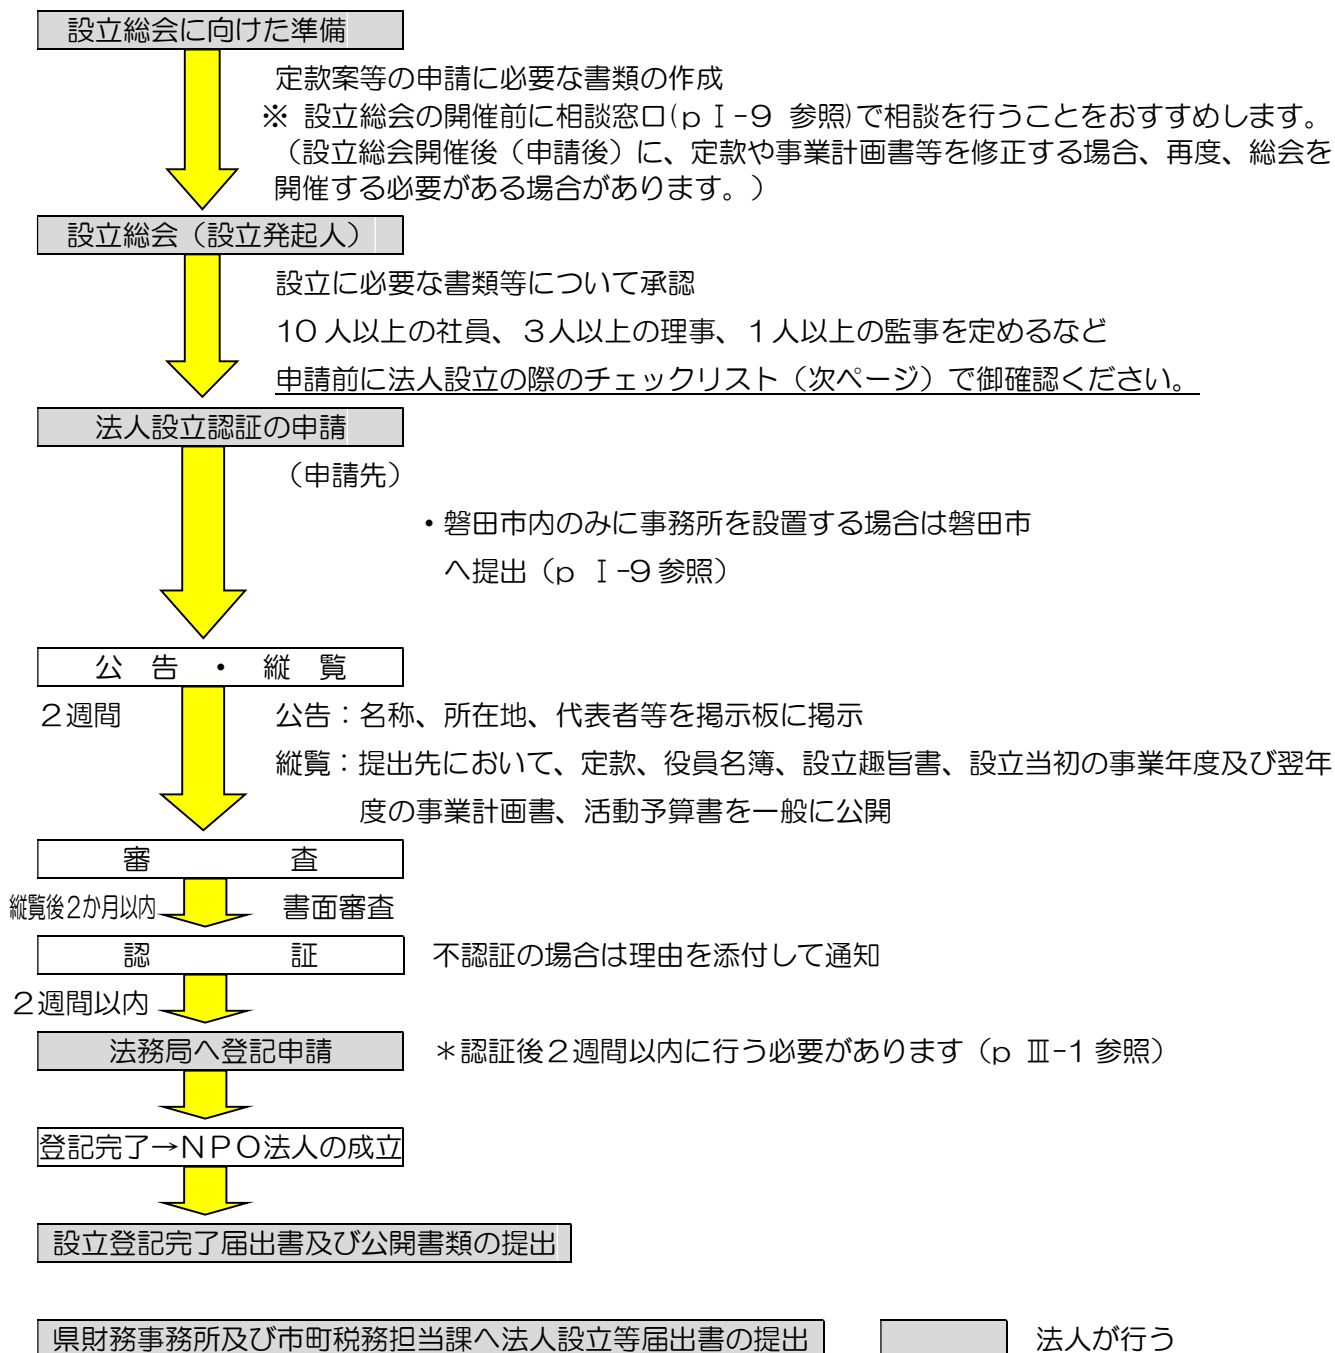 設立総会に向けた準備
定款案等の申請に必要な書類の作成
※ 設立総会の開催前に相談窓口(p Ⅰ-9 参照)で相談を行うことをおすすめします。
（設立総会開催後（申請後）に、定款や事業計画書等を修正する場合、再度、総会を
開催する必要がある場合があります。）
設立総会（設立発起人）
設立に必要な書類等について承認
10人以上の社員、３人以上の理事、１人以上の監事を定めるなど
申請前に法人設立の際のチェックリスト（次ページ）で御確認ください。
法人設立認証の申請
（申請先）
・磐田市内のみに事務所を設置する場合は磐田市
へ提出（p Ⅰ-9参照）
公 告 ・ 縦 覧
２週間
公告：名称、所在地、代表者等を掲示板に掲示
縦覧：提出先において、定款、役員名簿、設立趣旨書、設立当初の事業年度及び翌年
度の事業計画書、活動予算書を一般に公開
審 査
縦覧後２か月以内 書面審査
認 証 不認証の場合は理由を添付して通知
２週間以内
法務局へ登記申請 ＊認証後２週間以内に行う必要があります（p Ⅲ-1 参照）
登記完了→ＮＰＯ法人の成立
設立登記完了届出書及び公開書類の提出
県財務事務所及び市町税務担当課へ法人設立等届出書の提出 法人が行う